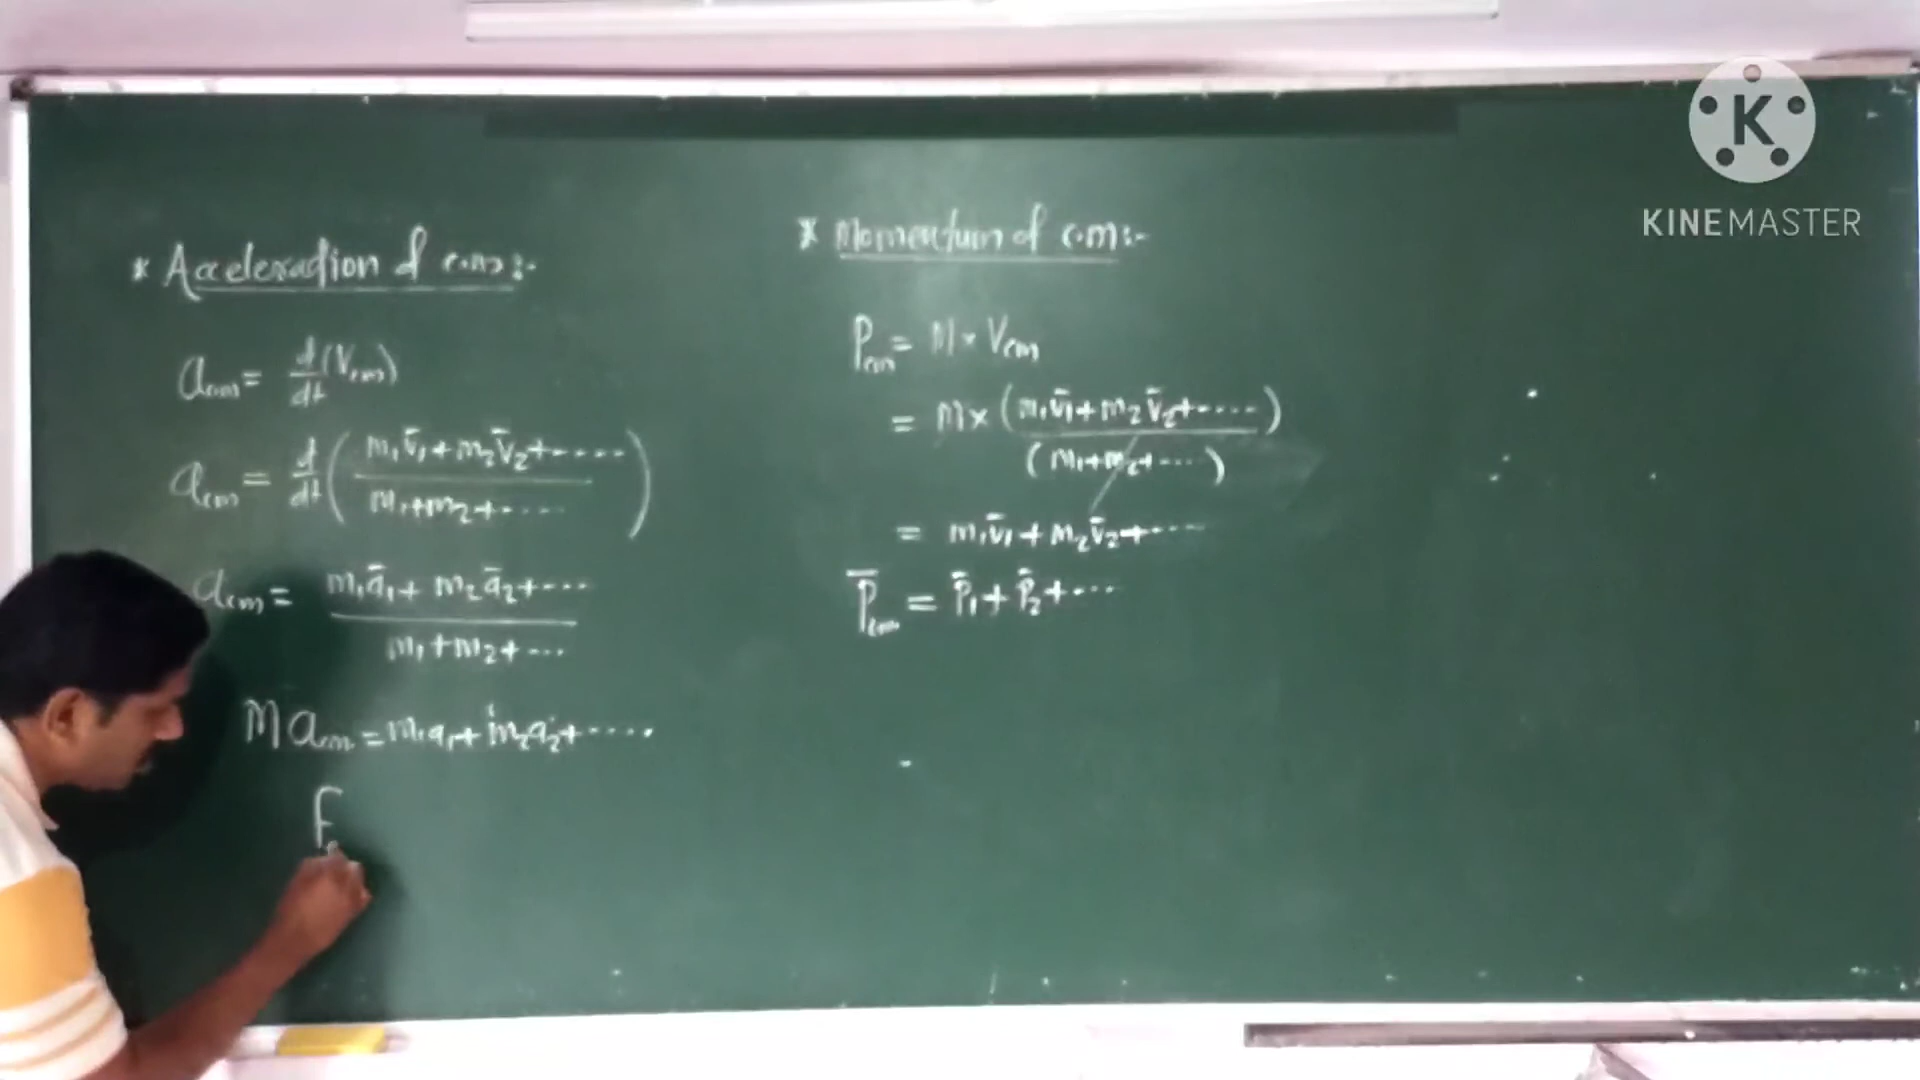 * Acceleration of c.m :-
a_cm = d/dt (V_cm)
a_cm = d/dt ( (m₁v̄₁ + m₂v̄₂ + ····) / (m₁+m₂+····) )
a_cm = (m₁ā₁ + m₂ā₂ + ···) / (m₁ + m₂ + ···)
M a_cm = m₁a₁ + m₂a₂ + ·····
F
* Momentum of c.m :-
P_cm = M × V_cm
= M × ( (m₁v̄₁ + m₂v̄₂ + ····) / (m₁+m₂+····) )
= m₁v̄₁ + m₂v̄₂ + ····
P̄_cm = p̄₁ + p̄₂ + ···
K
KINEMASTER